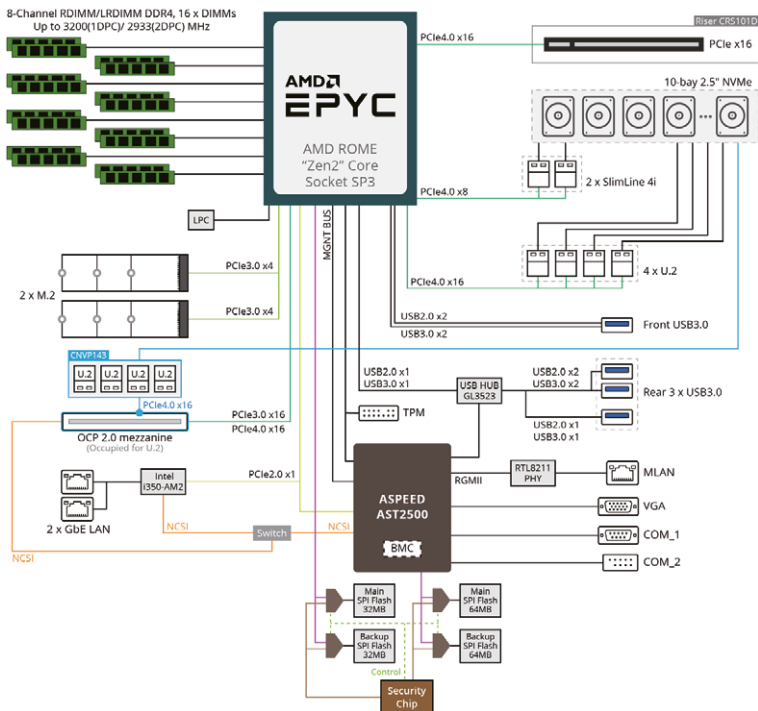 8-Channel RDIMM/LRDIMM DDR4, 16 x DIMMs
Up to 3200(1DPC)/ 2933(2DPC) MHz
AMD
EPYC
AMD ROME
"Zen2" Core
Socket SP3
PCIe4.0 x16
Riser CRS101D
PCIe x16
10-bay 2.5" NVMe
PCIe4.0 x8
2 x SlimLine 4i
LPC
MGNT BUS
PCIe4.0 x16
4 x U.2
2 x M.2
PCIe3.0 x4
PCIe3.0 x4
USB2.0 x2
USB3.0 x2
Front USB3.0
CNVP143
U.2
U.2
U.2
U.2
PCIe4.0 x16
USB2.0 x1
USB3.0 x1
USB HUB
GL3523
USB2.0 x2
USB3.0 x2
Rear 3 x USB3.0
USB2.0 x1
USB3.0 x1
PCIe3.0 x16
PCIe4.0 x16
TPM
OCP 2.0 mezzanine
(Occupied for U.2)
Intel
i350-AM2
PCIe2.0 x1
2 x GbE LAN
NCSI
Switch
NCSI
NCSI
ASPEED
AST2500
BMC
RGMII
RTL8211
PHY
MLAN
VGA
COM_1
COM_2
Main
SPI Flash
32MB
Main
SPI Flash
64MB
Backup
SPI Flash
32MB
Backup
SPI Flash
64MB
Control
Security
Chip